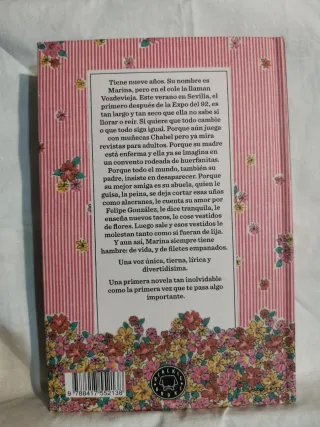 Tiene nueve años. Su nombre es
Marina, pero en el cole la llaman
Vozdevieja. Este verano en Sevilla, el
primero después de la Expo del 92, es
tan largo y tan seco que ella no sabe si
llorar o reír. Si quiere que todo cambie
o que todo siga igual. Porque aún juega
con muñecas Chabel pero ya mira
revistas para adultos. Porque su madre
está enferma y ella ya se imagina en
un convento rodeada de huerfanitas.
Porque todo el mundo, también su
padre, insiste en desaparecer. Porque
su mejor amiga es su abuela, quien le
guisa, la peina, se deja cortar esas uñas
como alacranes, le cuenta su amor por
Felipe González, le dice tranquila, le
enseña nuevos tacos, le cose vestidos
de flores. Luego sale y esos vestidos le
molestan tanto como si fueran de lija.
Y aun así, Marina siempre tiene
hambre: de vida, y de filetes empanados.
Una voz única, tierna, lírica y
divertidísima.
Una primera novela tan inolvidable
como la primera vez que te pasa algo
importante.
BLACKIE
BOOKS
9 788417 552138